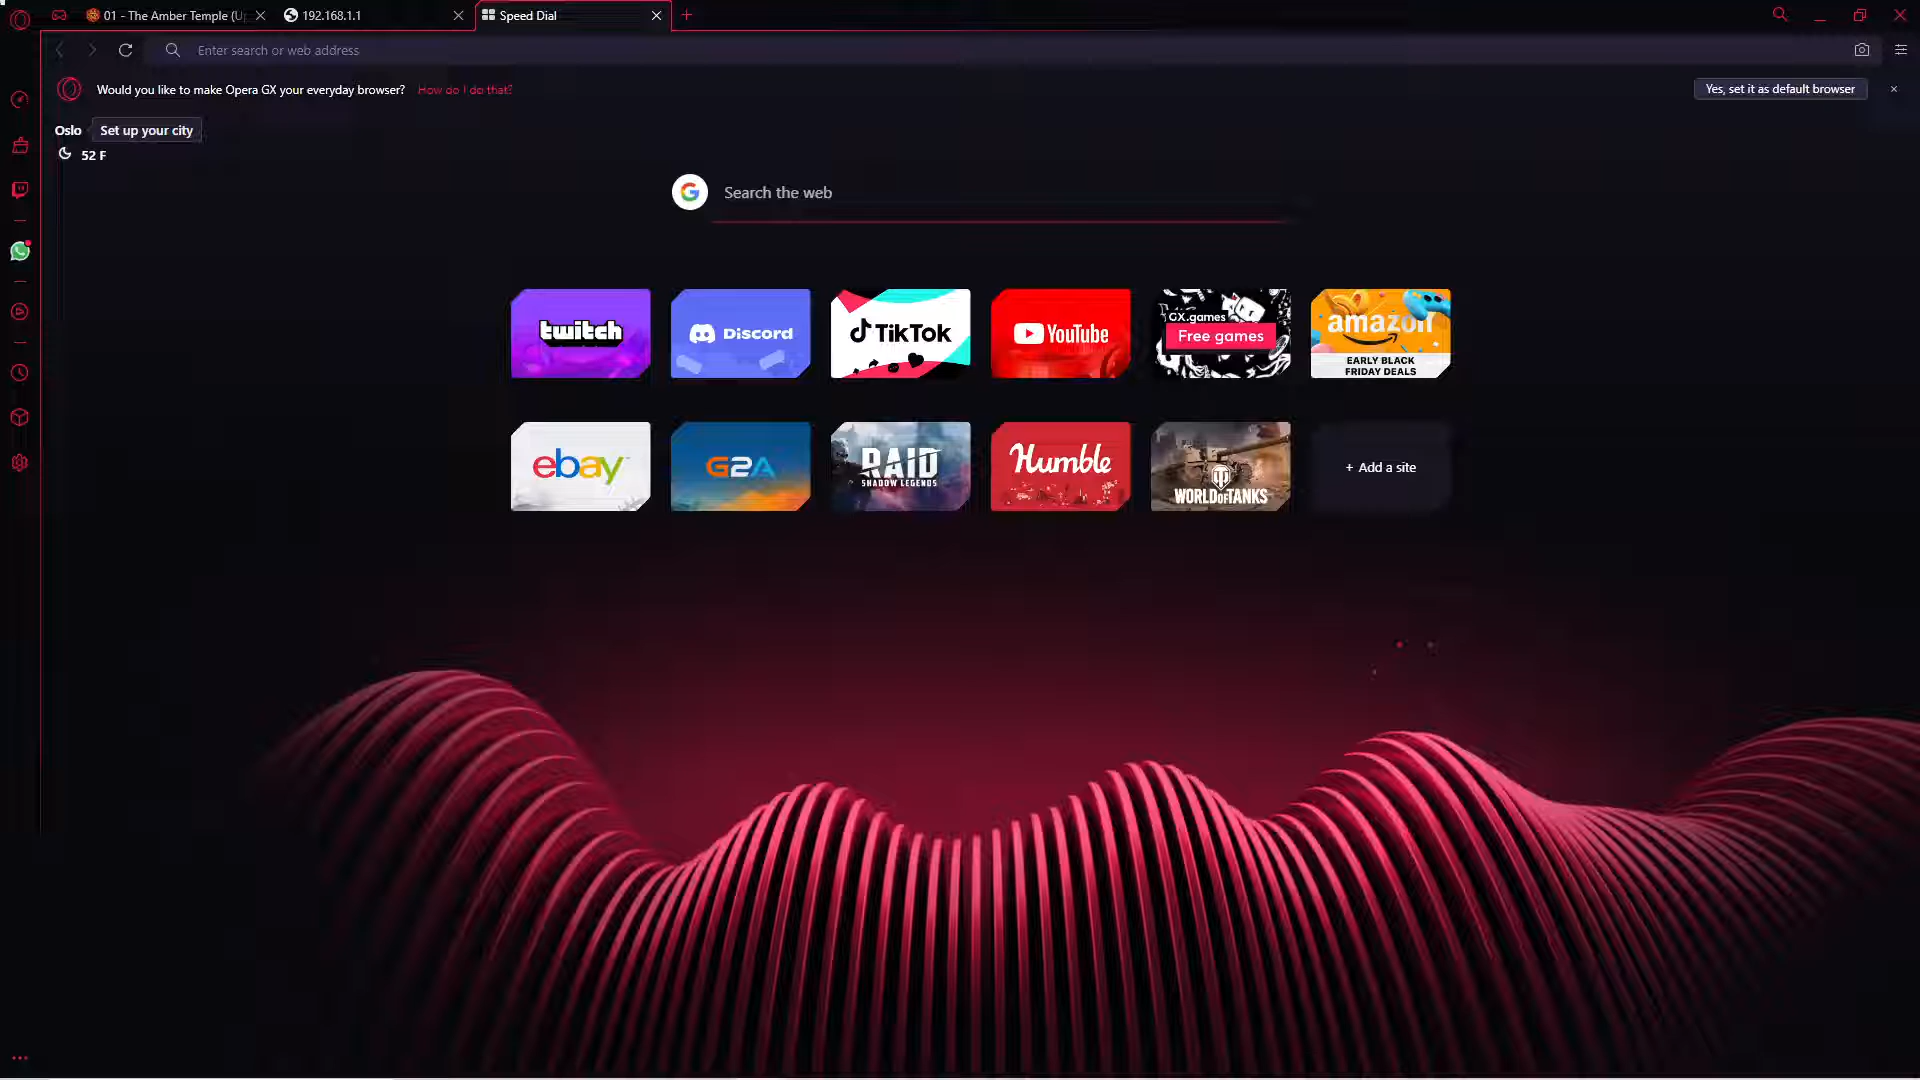 01 - The Amber Temple (U
192.168.1.1
Speed Dial
Enter search or web address
Would you like to make Opera GX your everyday browser? How do I do that?
Yes, set it as default browser
Oslo
Set up your city
52 F
Search the web
twitch
Discord
TikTok
YouTube
GX.games
Free games
amazon
EARLY BLACK
FRIDAY DEALS
ebay
G2A
RAID
SHADOW LEGENDS
Humble
WORLD OF TANKS
+ Add a site